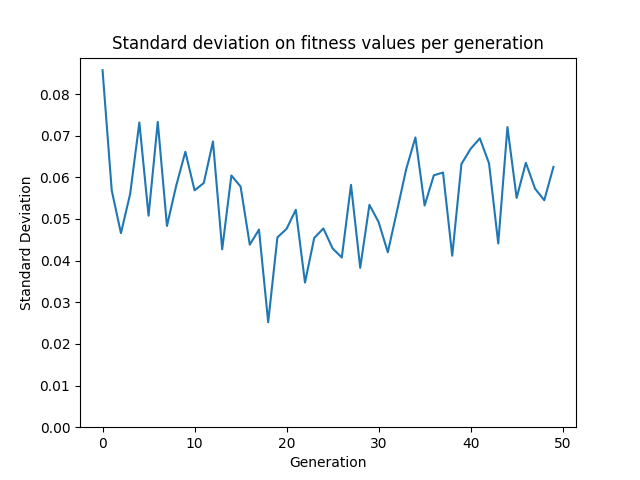 Standard deviation on fitness values per generation
0.08
0.07
0.06
0.05
0.04
0.03
0.02
0.01
0.00
Standard Deviation
0 10 20 30 40 50
Generation